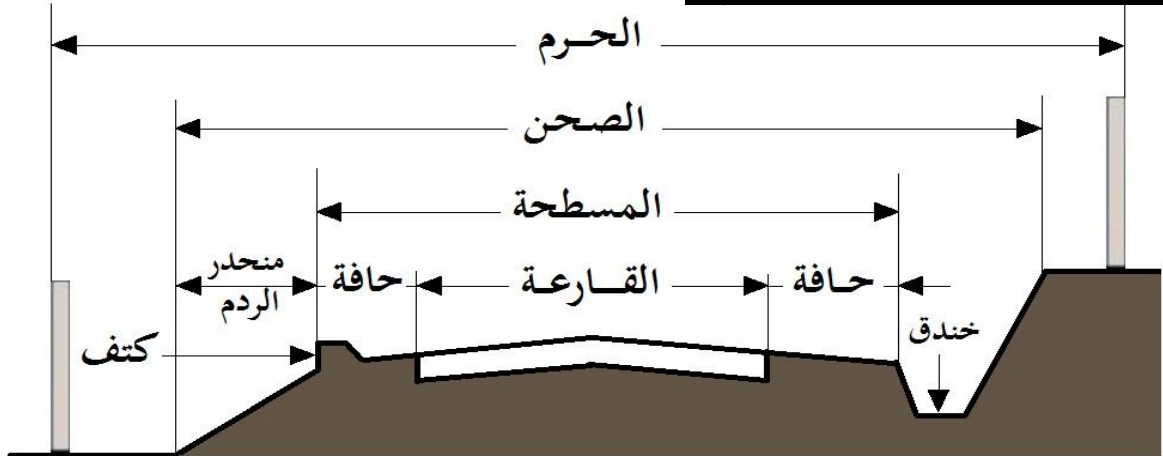 الحرم
الصحن
المسطحة
حافة
القارعة
حافة
منحدر
الردم
خندق
كتف